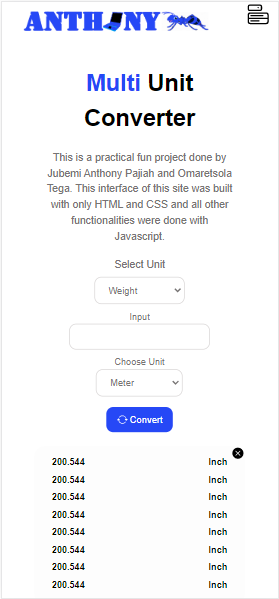 ANTHONY
Multi Unit
Converter
This is a practical fun project done by
Jubemi Anthony Pajiah and Omaretsola
Tega. This interface of this site was built
with only HTML and CSS and all other
functionalities were done with
Javascript.
Select Unit
Weight
Input
Choose Unit
Meter
Convert
200.544 Inch
200.544 Inch
200.544 Inch
200.544 Inch
200.544 Inch
200.544 Inch
200.544 Inch
200.544 Inch